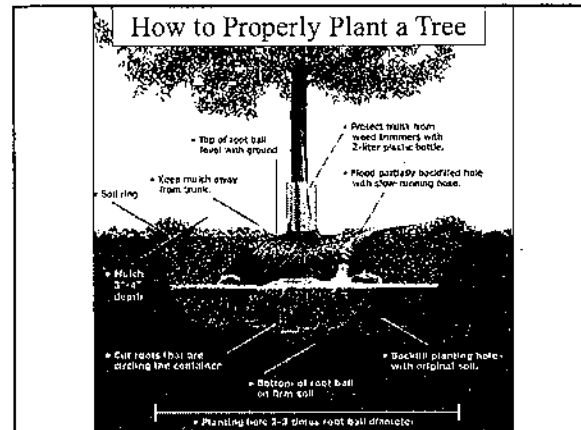 How to Properly Plant a Tree
• Top of root ball
level with ground
• Protect trunk from
weed trimmers with
2-liter plastic bottle.
• Keep mulch away
from trunk.
• Flood partially backfilled hole
with slow running hose.
• Soil ring
• Mulch
3"-4"
depth
• Cut roots that are
circling the container
• Backfill planting hole
with original soil.
• Bottom of root ball
on firm soil
• Planting hole 2-3 times root ball diameter